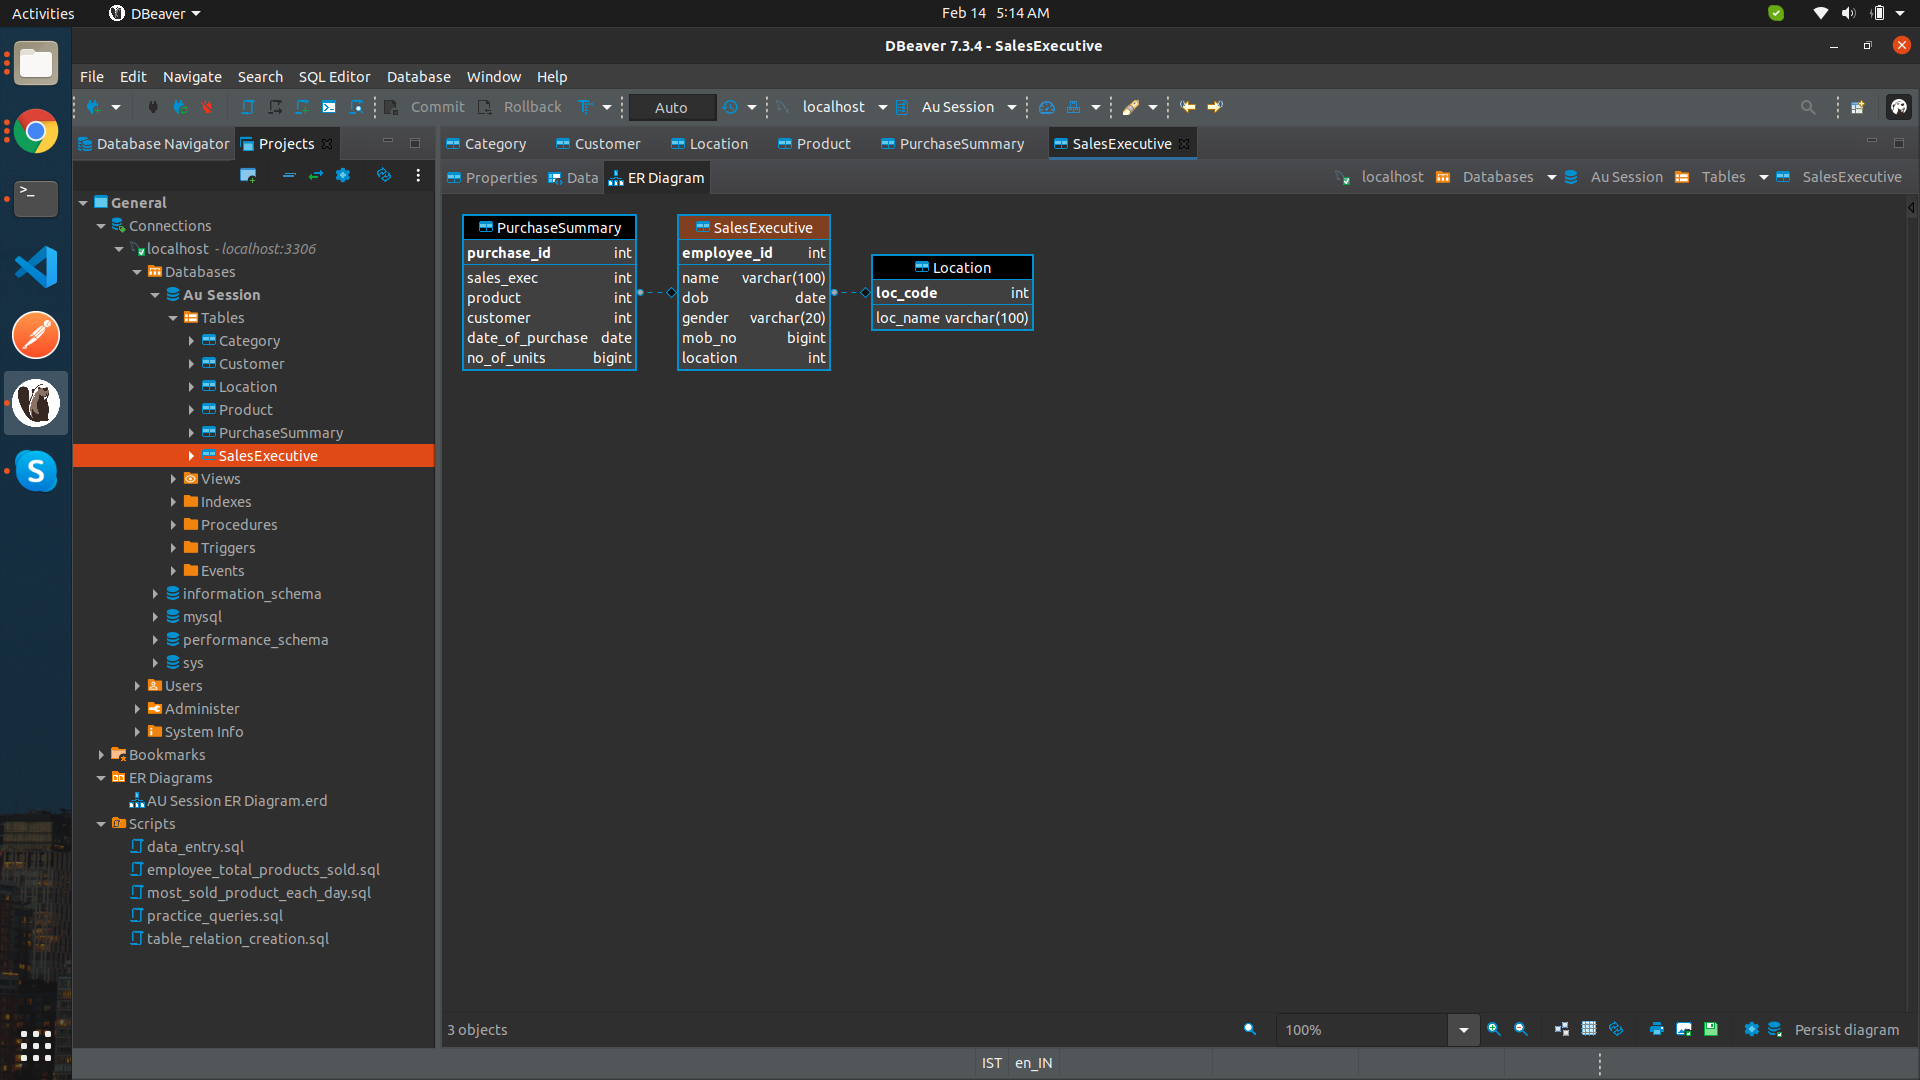 Activities DBeaver Feb 14 5:14 AM
DBeaver 7.3.4 - SalesExecutive
File Edit Navigate Search SQL Editor Database Window Help
Commit Rollback T Auto localhost Au Session
Database Navigator Projects Category Customer Location Product PurchaseSummary SalesExecutive
Properties Data ER Diagram localhost Databases Au Session Tables SalesExecutive
General
Connections
localhost - localhost:3306
Databases
Au Session
Tables
Category
Customer
Location
Product
PurchaseSummary
SalesExecutive
Views
Indexes
Procedures
Triggers
Events
information_schema
mysql
performance_schema
sys
Users
Administer
System Info
Bookmarks
ER Diagrams
AU Session ER Diagram.erd
Scripts
data_entry.sql
employee_total_products_sold.sql
most_sold_product_each_day.sql
practice_queries.sql
table_relation_creation.sql
PurchaseSummary
purchase_id int
sales_exec int
product int
customer int
date_of_purchase date
no_of_units bigint
SalesExecutive
employee_id int
name varchar(100)
dob date
gender varchar(20)
mob_no bigint
location int
Location
loc_code int
loc_name varchar(100)
3 objects 100% Persist diagram
IST en_IN
>_
S